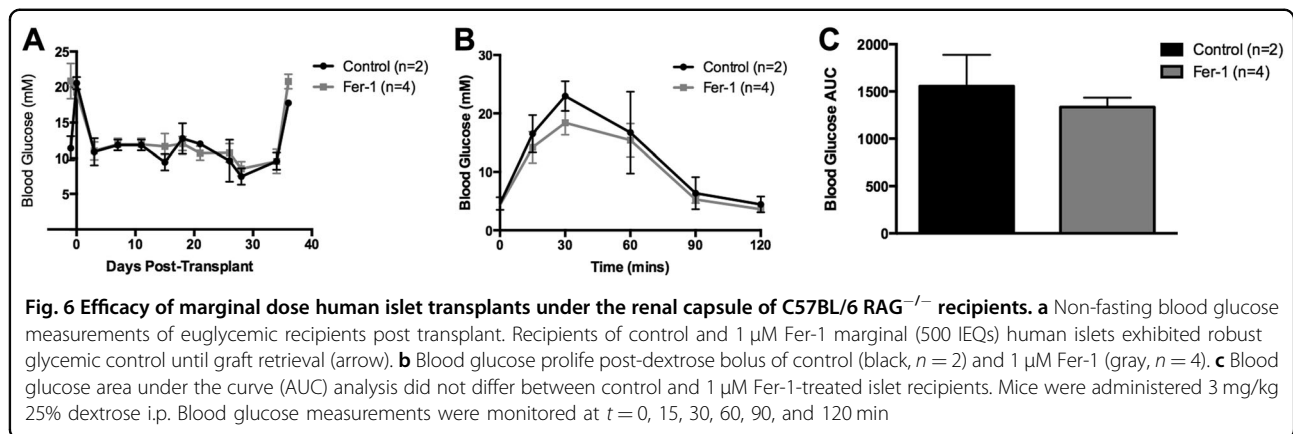 A
25
20
15
10
5
Blood Glucose (mM)
0 10 20 30 40
Days Post-Transplant
Control (n=2)
Fer-1 (n=4)
B
30
20
10
0
Blood Glucose (mM)
0 30 60 90 120
Time (mins)
Control (n=2)
Fer-1 (n=4)
C
2000
1500
1000
500
0
Blood Glucose AUC
Control (n=2)
Fer-1 (n=4)
Fig. 6 Efficacy of marginal dose human islet transplants under the renal capsule of C57BL/6 RAG−/− recipients. a Non-fasting blood glucose
measurements of euglycemic recipients post transplant. Recipients of control and 1 µM Fer-1 marginal (500 IEQs) human islets exhibited robust
glycemic control until graft retrieval (arrow). b Blood glucose prolife post-dextrose bolus of control (black, n = 2) and 1 µM Fer-1 (gray, n = 4). c Blood
glucose area under the curve (AUC) analysis did not differ between control and 1 µM Fer-1-treated islet recipients. Mice were administered 3 mg/kg
25% dextrose i.p. Blood glucose measurements were monitored at t = 0, 15, 30, 60, 90, and 120 min